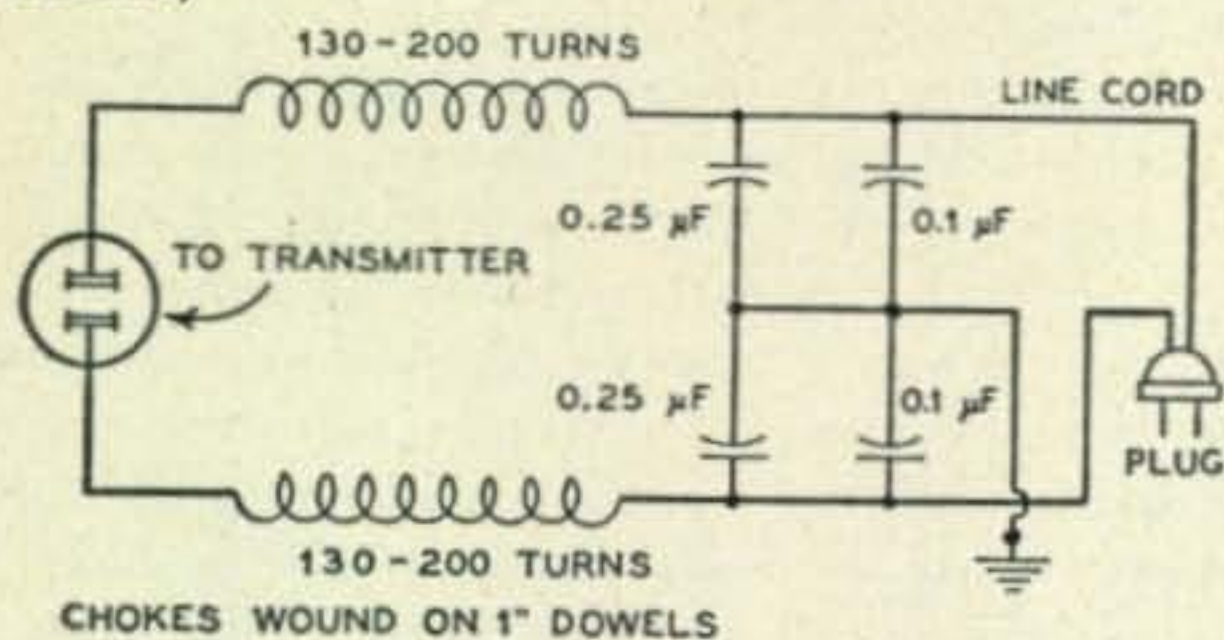 130-200 TURNS
LINE CORD
0.25 µF
0.1 µF
TO TRANSMITTER
0.25 µF
0.1 µF
PLUG
130-200 TURNS
CHOKES WOUND ON 1" DOWELS